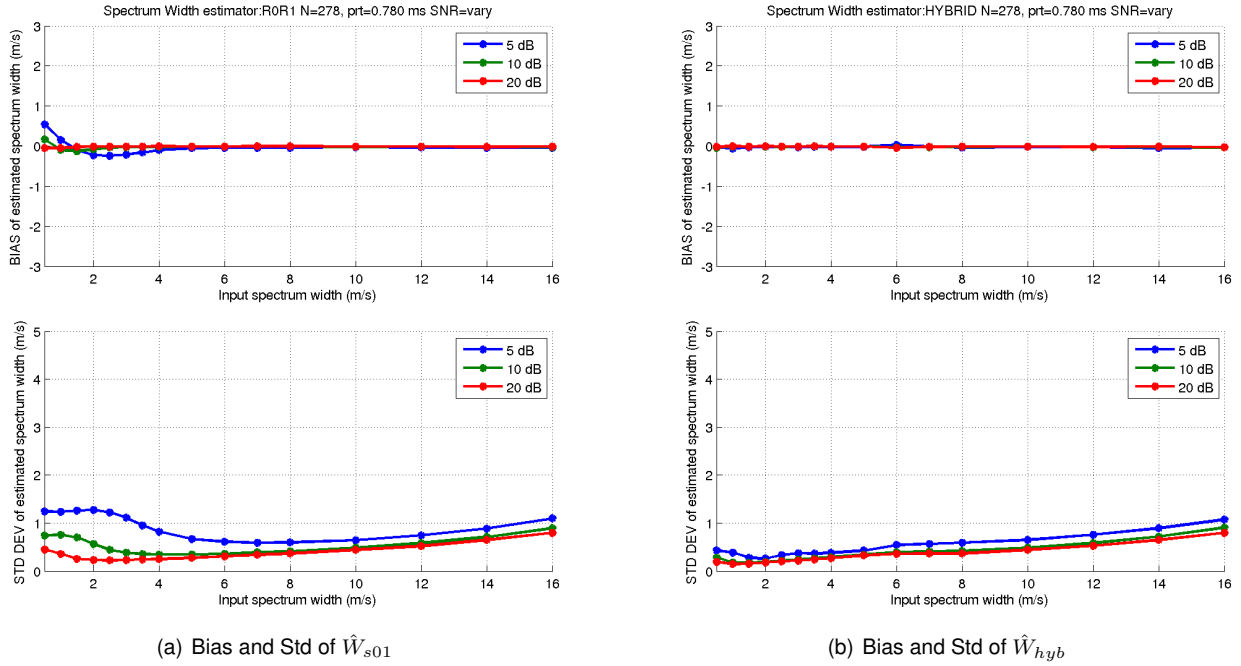 Spectrum Width estimator:R0R1 N=278, prt=0.780 ms SNR=vary
BIAS of estimated spectrum width (m/s)
3
2
1
0
-1
-2
-3
5 dB
10 dB
20 dB
2 4 6 8 10 12 14 16
Input spectrum width (m/s)
STD DEV of estimated spectrum width (m/s)
5
4
3
2
1
0
5 dB
10 dB
20 dB
2 4 6 8 10 12 14 16
Input spectrum width (m/s)
(a) Bias and Std of Ŵ_{s01}
Spectrum Width estimator:HYBRID N=278, prt=0.780 ms SNR=vary
BIAS of estimated spectrum width (m/s)
3
2
1
0
-1
-2
-3
5 dB
10 dB
20 dB
2 4 6 8 10 12 14 16
Input spectrum width (m/s)
STD DEV of estimated spectrum width (m/s)
5
4
3
2
1
0
5 dB
10 dB
20 dB
2 4 6 8 10 12 14 16
Input spectrum width (m/s)
(b) Bias and Std of Ŵ_{hyb}